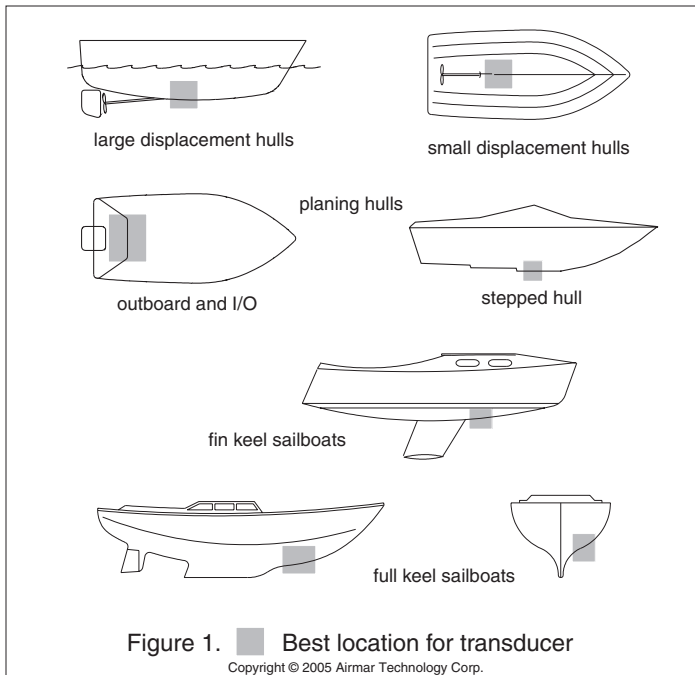 large displacement hulls
small displacement hulls
planing hulls
outboard and I/O
stepped hull
fin keel sailboats
full keel sailboats
Figure 1. Best location for transducer
Copyright © 2005 Airmar Technology Corp.